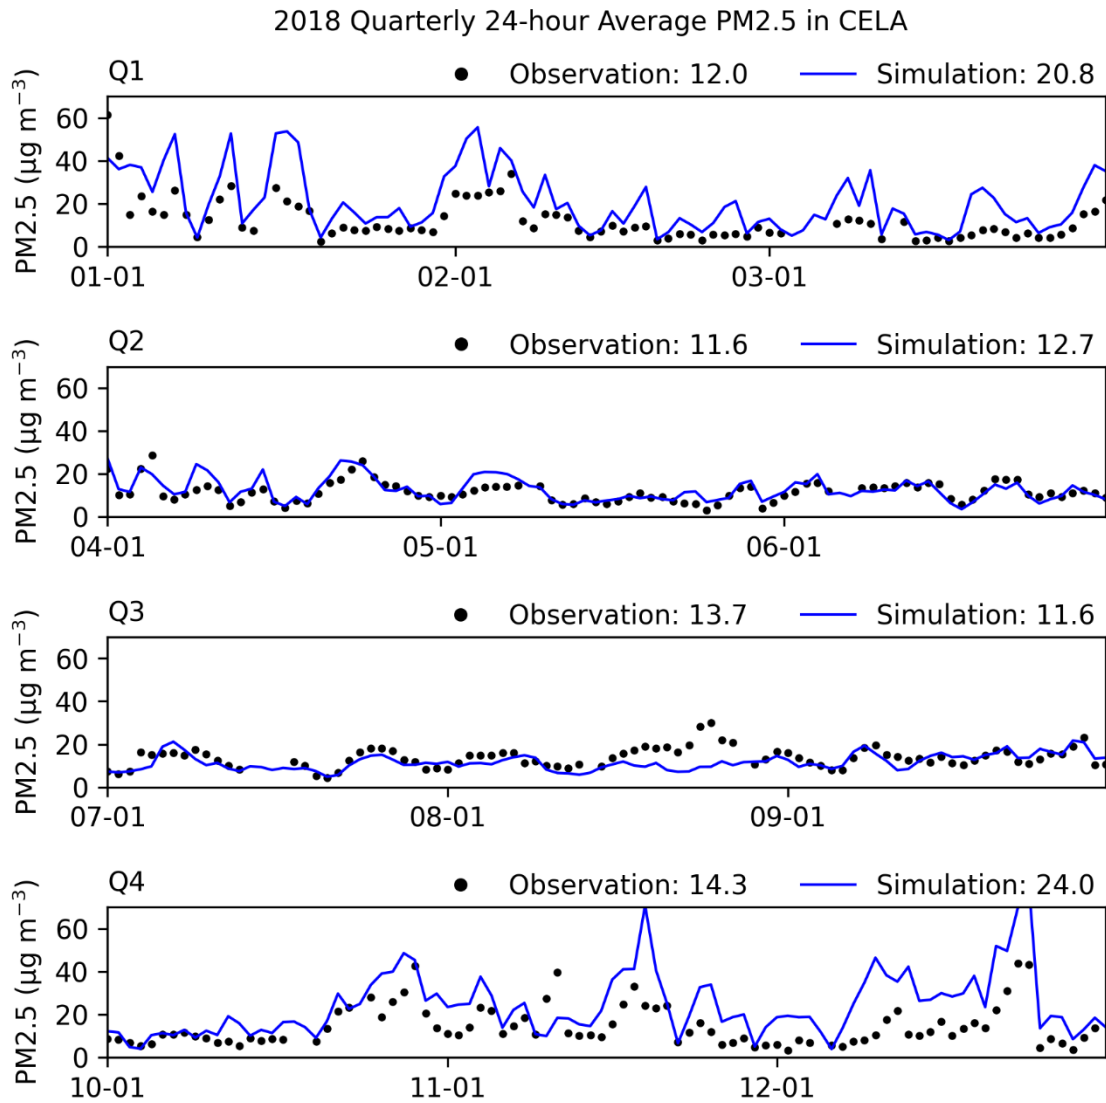 2018 Quarterly 24-hour Average PM2.5 in CELA
Q1 Observation: 12.0 Simulation: 20.8
PM2.5 (µg m⁻³)
60
40
20
0
01-01 02-01 03-01
Q2 Observation: 11.6 Simulation: 12.7
PM2.5 (µg m⁻³)
60
40
20
0
04-01 05-01 06-01
Q3 Observation: 13.7 Simulation: 11.6
PM2.5 (µg m⁻³)
60
40
20
0
07-01 08-01 09-01
Q4 Observation: 14.3 Simulation: 24.0
PM2.5 (µg m⁻³)
60
40
20
0
10-01 11-01 12-01